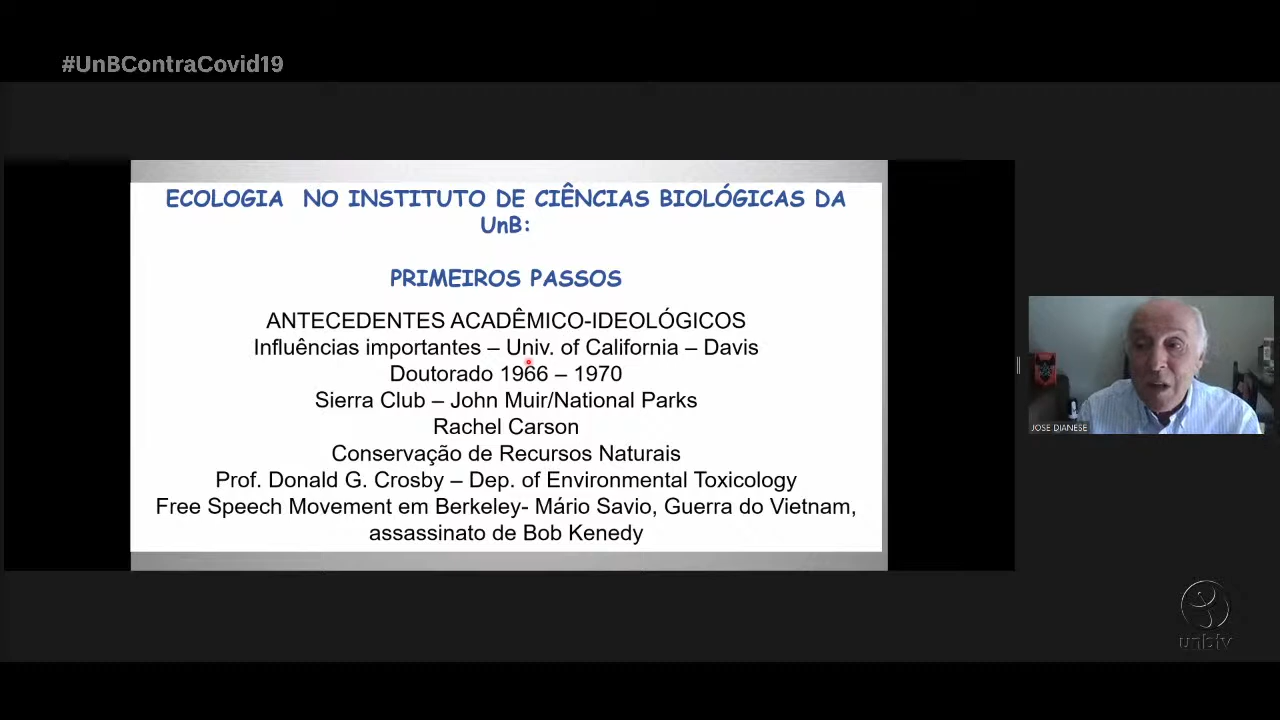 #UnBContraCovid19
ECOLOGIA NO INSTITUTO DE CIÊNCIAS BIOLÓGICAS DA
UnB:
PRIMEIROS PASSOS
ANTECEDENTES ACADÊMICO-IDEOLÓGICOS
Influências importantes – Univ. of California – Davis
Doutorado 1966 – 1970
Sierra Club – John Muir/National Parks
Rachel Carson
Conservação de Recursos Naturais
Prof. Donald G. Crosby – Dep. of Environmental Toxicology
Free Speech Movement em Berkeley- Mário Savio, Guerra do Vietnam,
assassinato de Bob Kenedy
JOSE DIANESE
unbtv